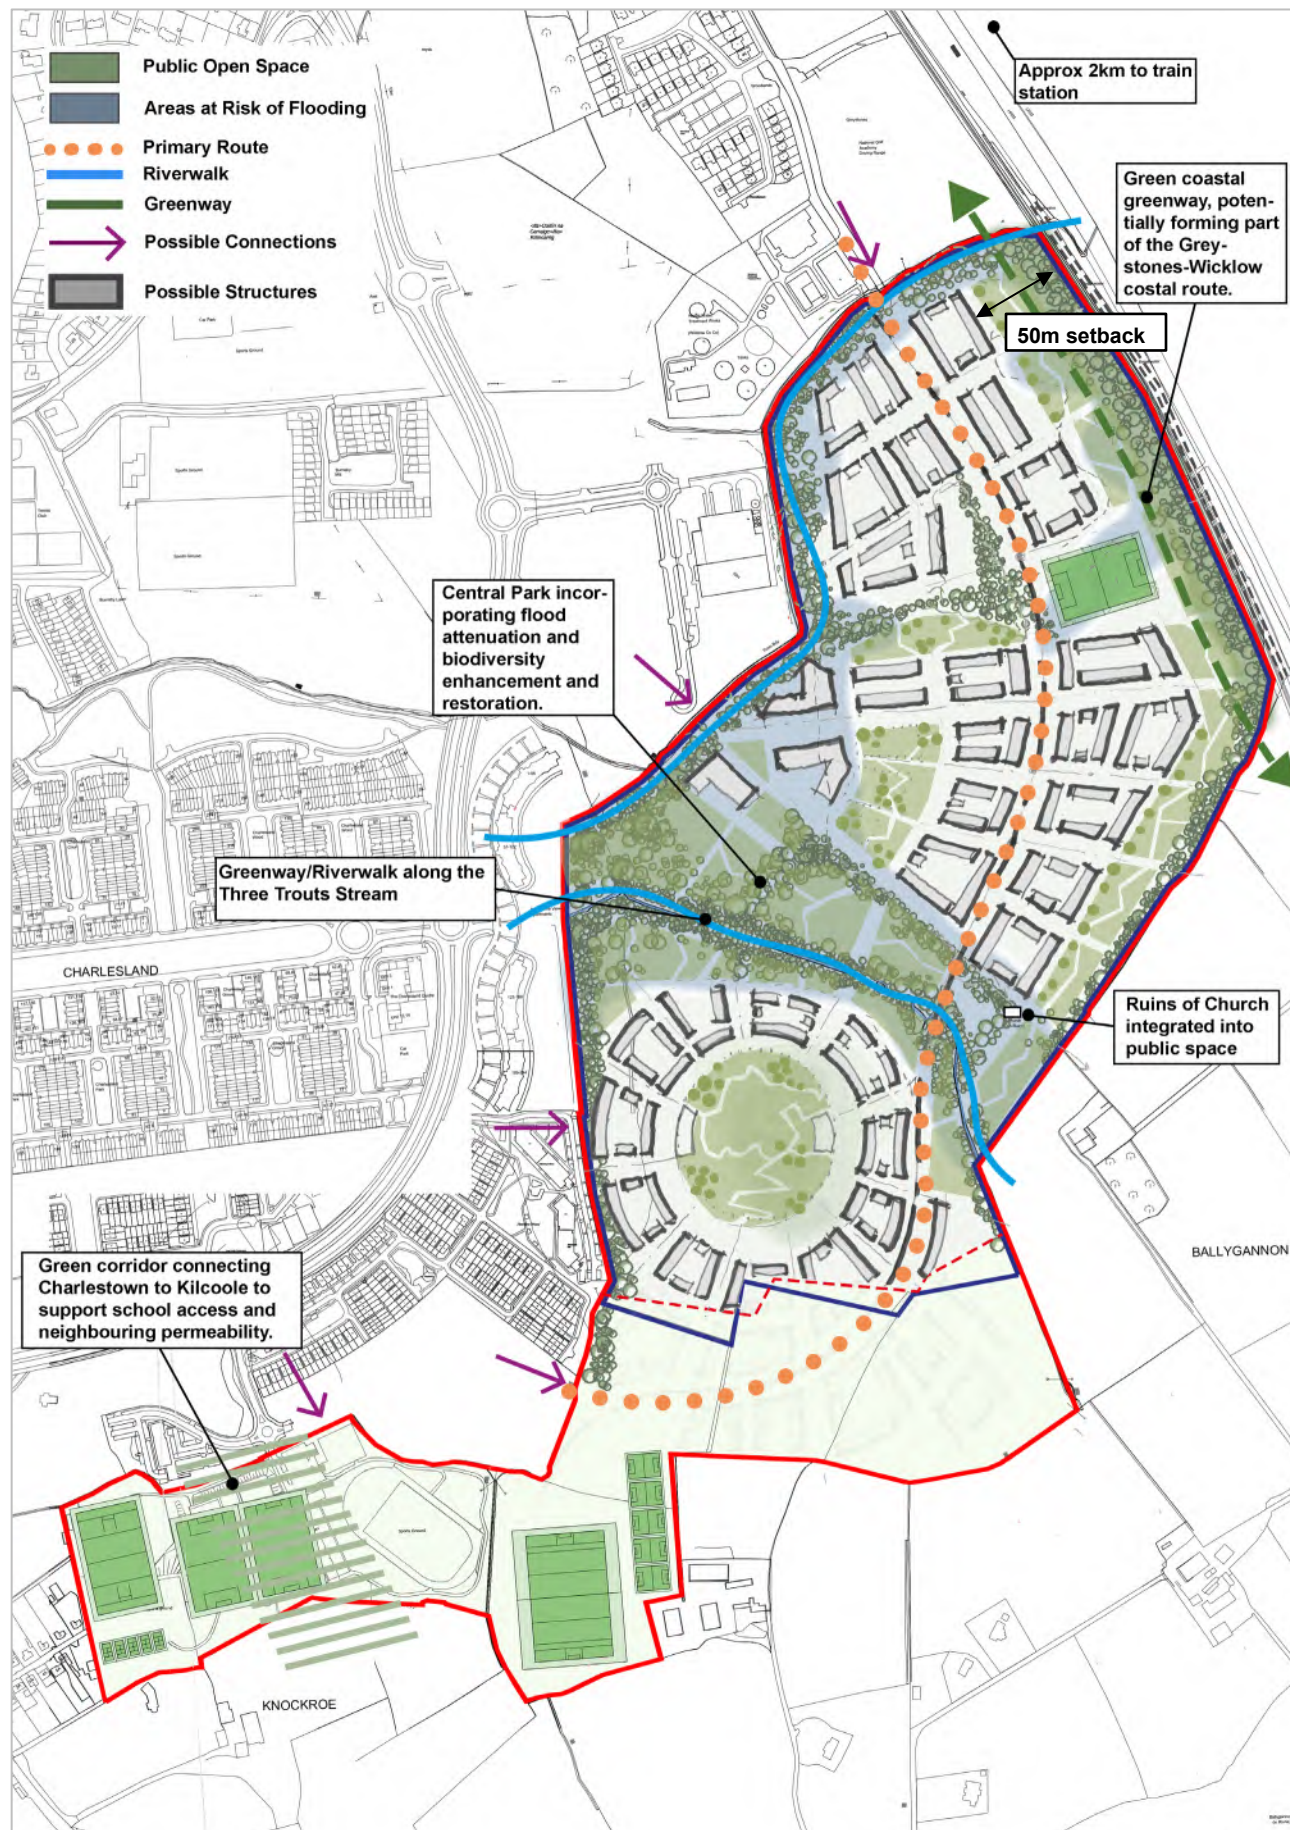 Public Open Space
Areas at Risk of Flooding
Primary Route
Riverwalk
Greenway
Possible Connections
Possible Structures
Approx 2km to train
station
Green coastal
greenway, poten-
tially forming part
of the Grey-
stones-Wicklow
costal route.
50m setback
Central Park incor-
porating flood
attenuation and
biodiversity
enhancement and
restoration.
Greenway/Riverwalk along the
Three Trouts Stream
CHARLESLAND
Ruins of Church
integrated into
public space
BALLYGANNON
Green corridor connecting
Charlestown to Kilcoole to
support school access and
neighbouring permeability.
KNOCKROE